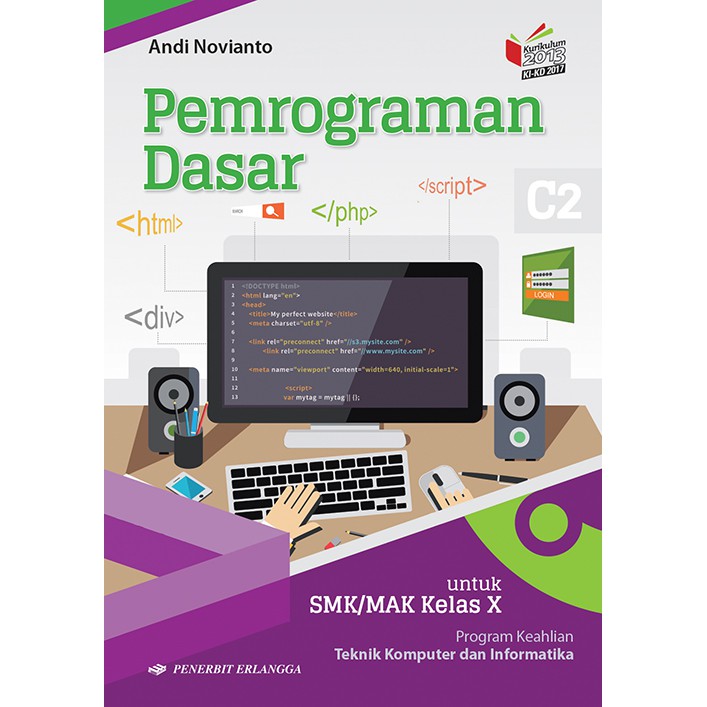 Andi Novianto
Kurikulum
2013
KI-KD 2017
Pemrograman
Dasar
C2
<html>
</php>
</script>
<div>
LOGIN
1 <!DOCTYPE html>
2 <html lang="en">
3 <head>
4 <title>My perfect website</title>
5 <meta charset="utf-8" />
6
7 <link rel="preconnect" href="//s3.mysite.com" />
8 <link rel="preconnect" href="//www.mysite.com" />
9
10 <meta name="viewport" content="width=640, initial-scale=1">
11
12 <script>
13 var mytag = mytag || {};
untuk
SMK/MAK Kelas X
Program Keahlian
Teknik Komputer dan Informatika
PENERBIT ERLANGGA